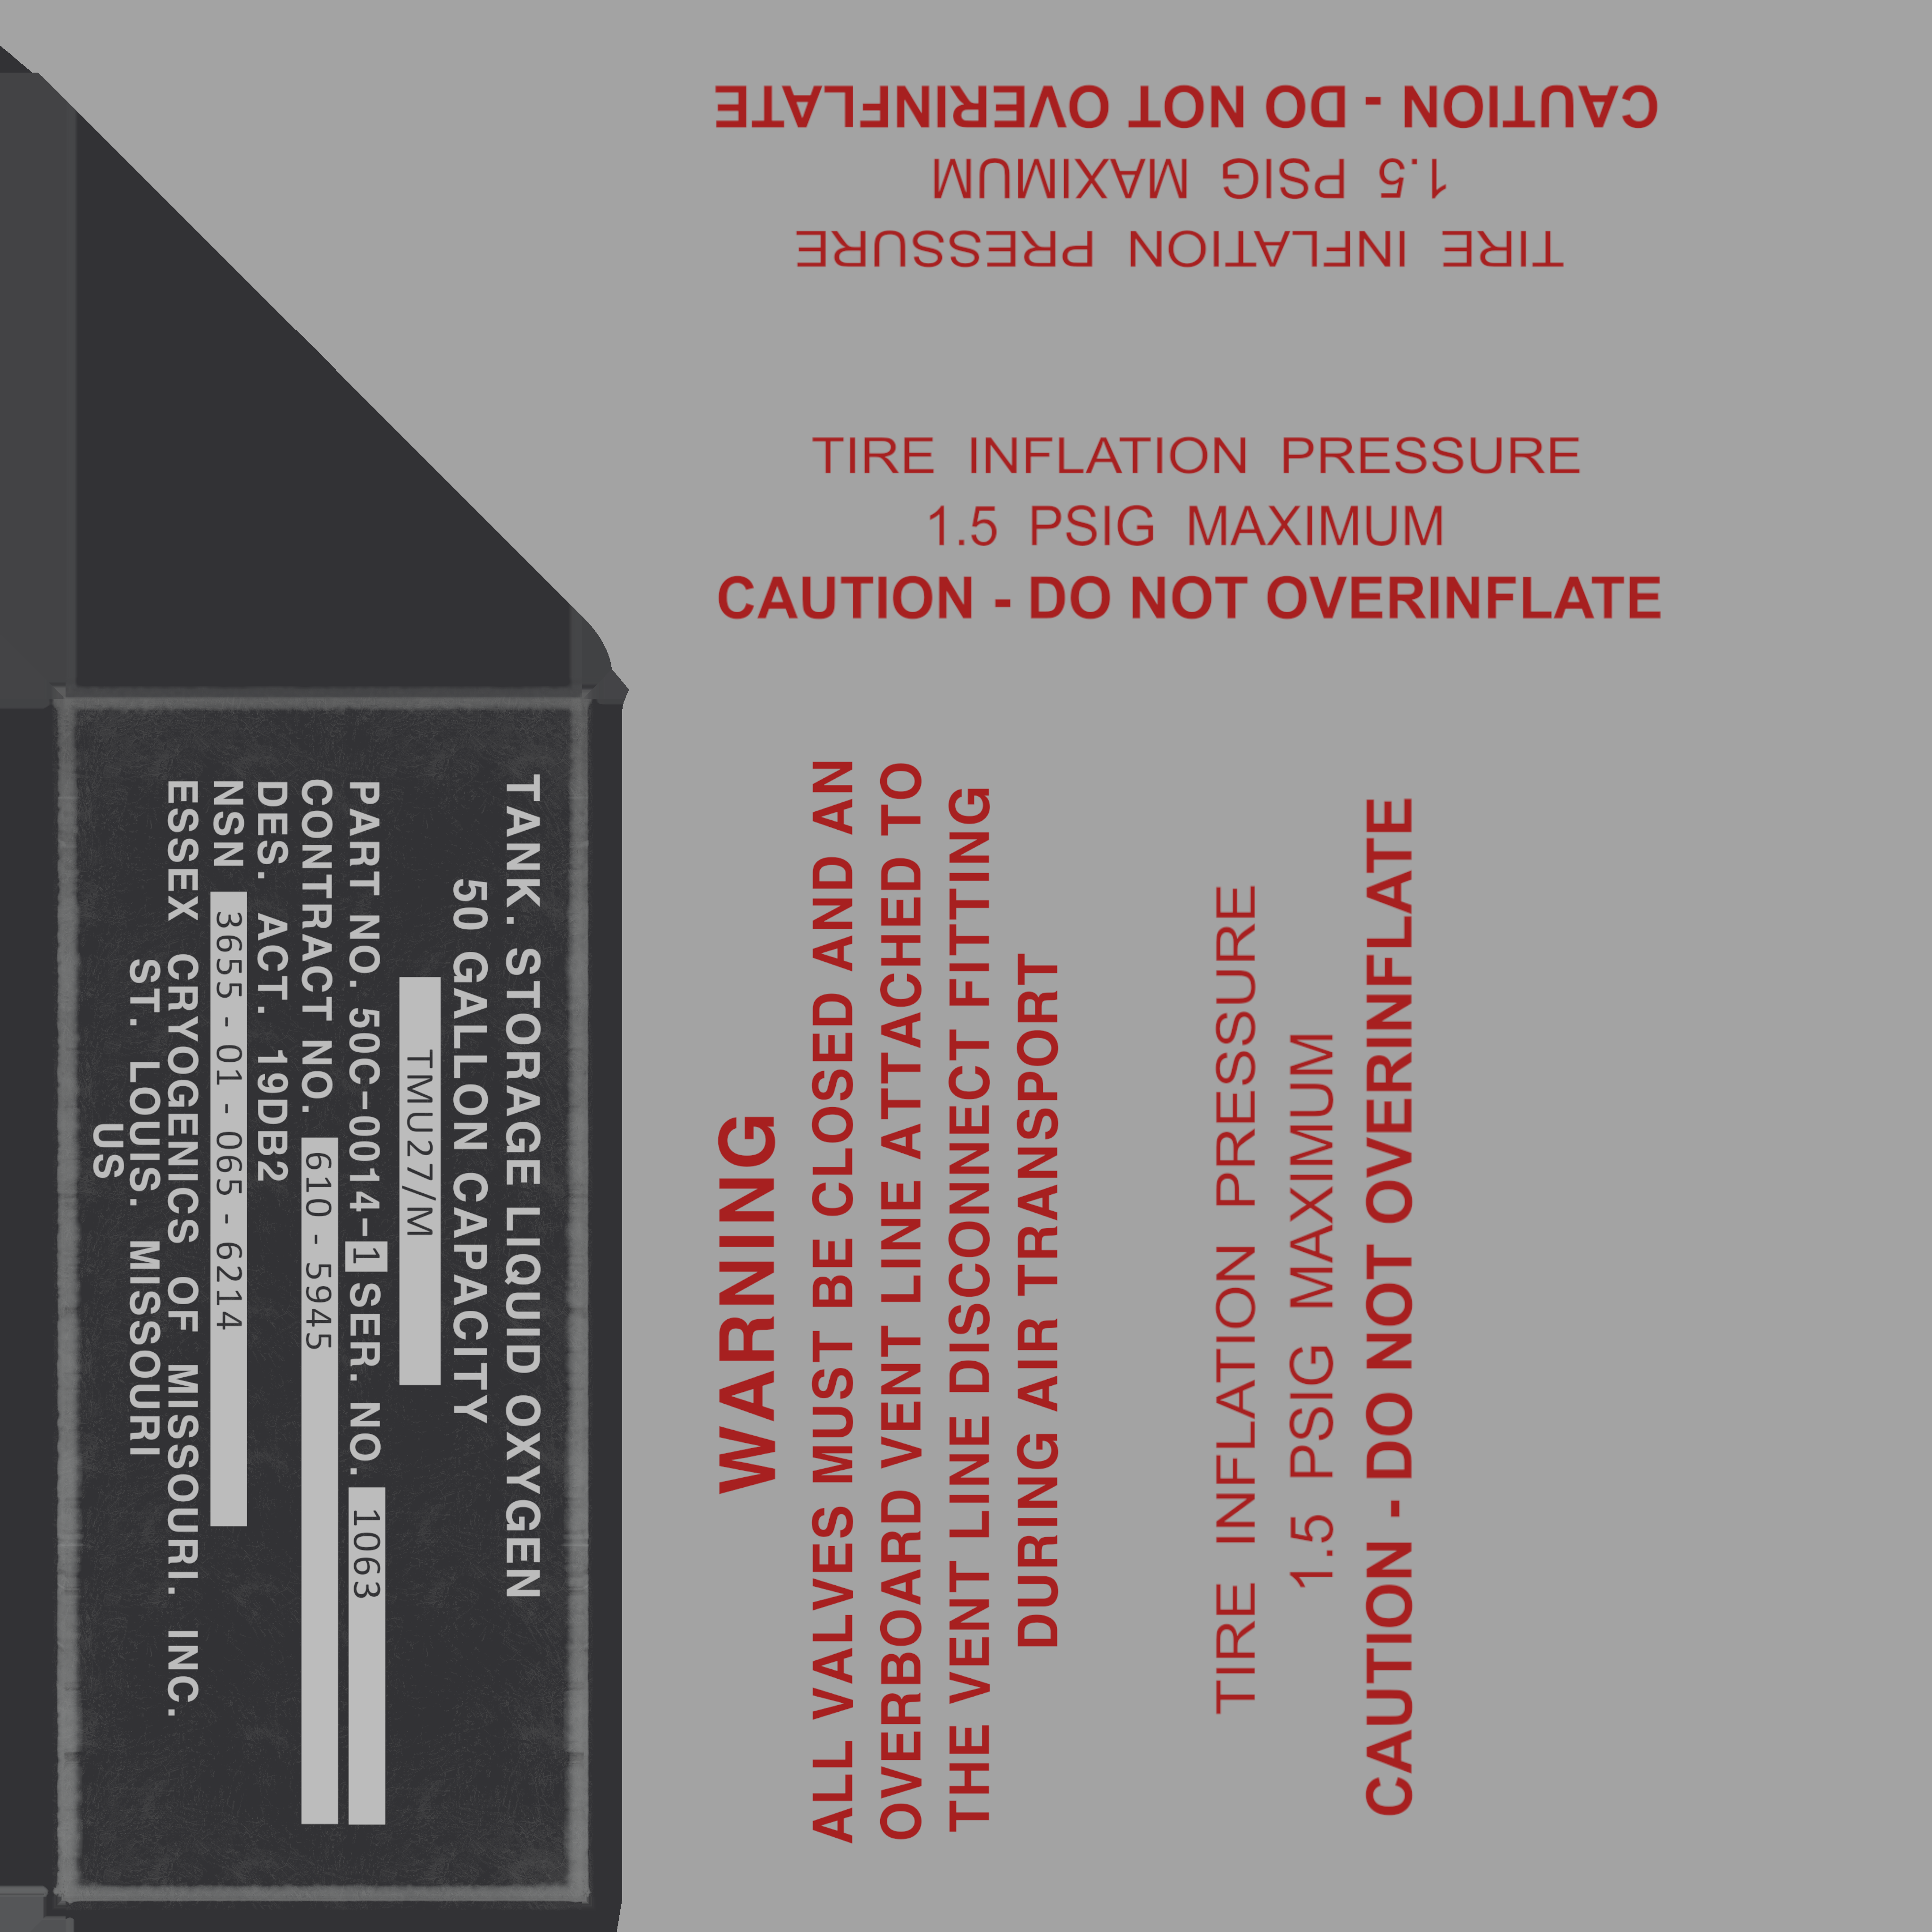 CAUTION - DO NOT OVERINFLATE
1.5 PSIG MAXIMUM
TIRE INFLATION PRESSURE
TIRE INFLATION PRESSURE
1.5 PSIG MAXIMUM
CAUTION - DO NOT OVERINFLATE
TANK. STORAGE LIQUID OXYGEN
50 GALLON CAPACITY
TMU27/M
PART NO. 50C-0014-1 SER. NO. 1063
CONTRACT NO. 610-5945
DES. ACT. 19DB2
NSN 3655-01-065-6214
ESSEX CRYOGENICS OF MISSOURI. INC.
ST. LOUIS. MISSOURI
US
WARNING
ALL VALVES MUST BE CLOSED AND AN
OVERBOARD VENT LINE ATTACHED TO
THE VENT LINE DISCONNECT FITTING
DURING AIR TRANSPORT
TIRE INFLATION PRESSURE
1.5 PSIG MAXIMUM
CAUTION - DO NOT OVERINFLATE